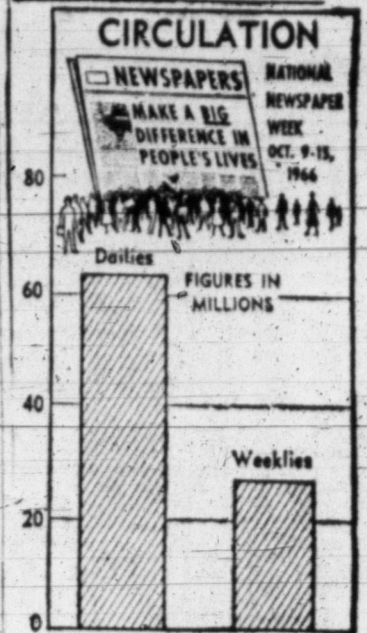 CIRCULATION
NEWSPAPERS
MAKE A BIG
DIFFERENCE IN
PEOPLE'S LIVES
NATIONAL
NEWSPAPER
WEEK
OCT. 9-15,
1966
80
Dailies
60
FIGURES IN
MILLIONS
40
Weeklies
20
0